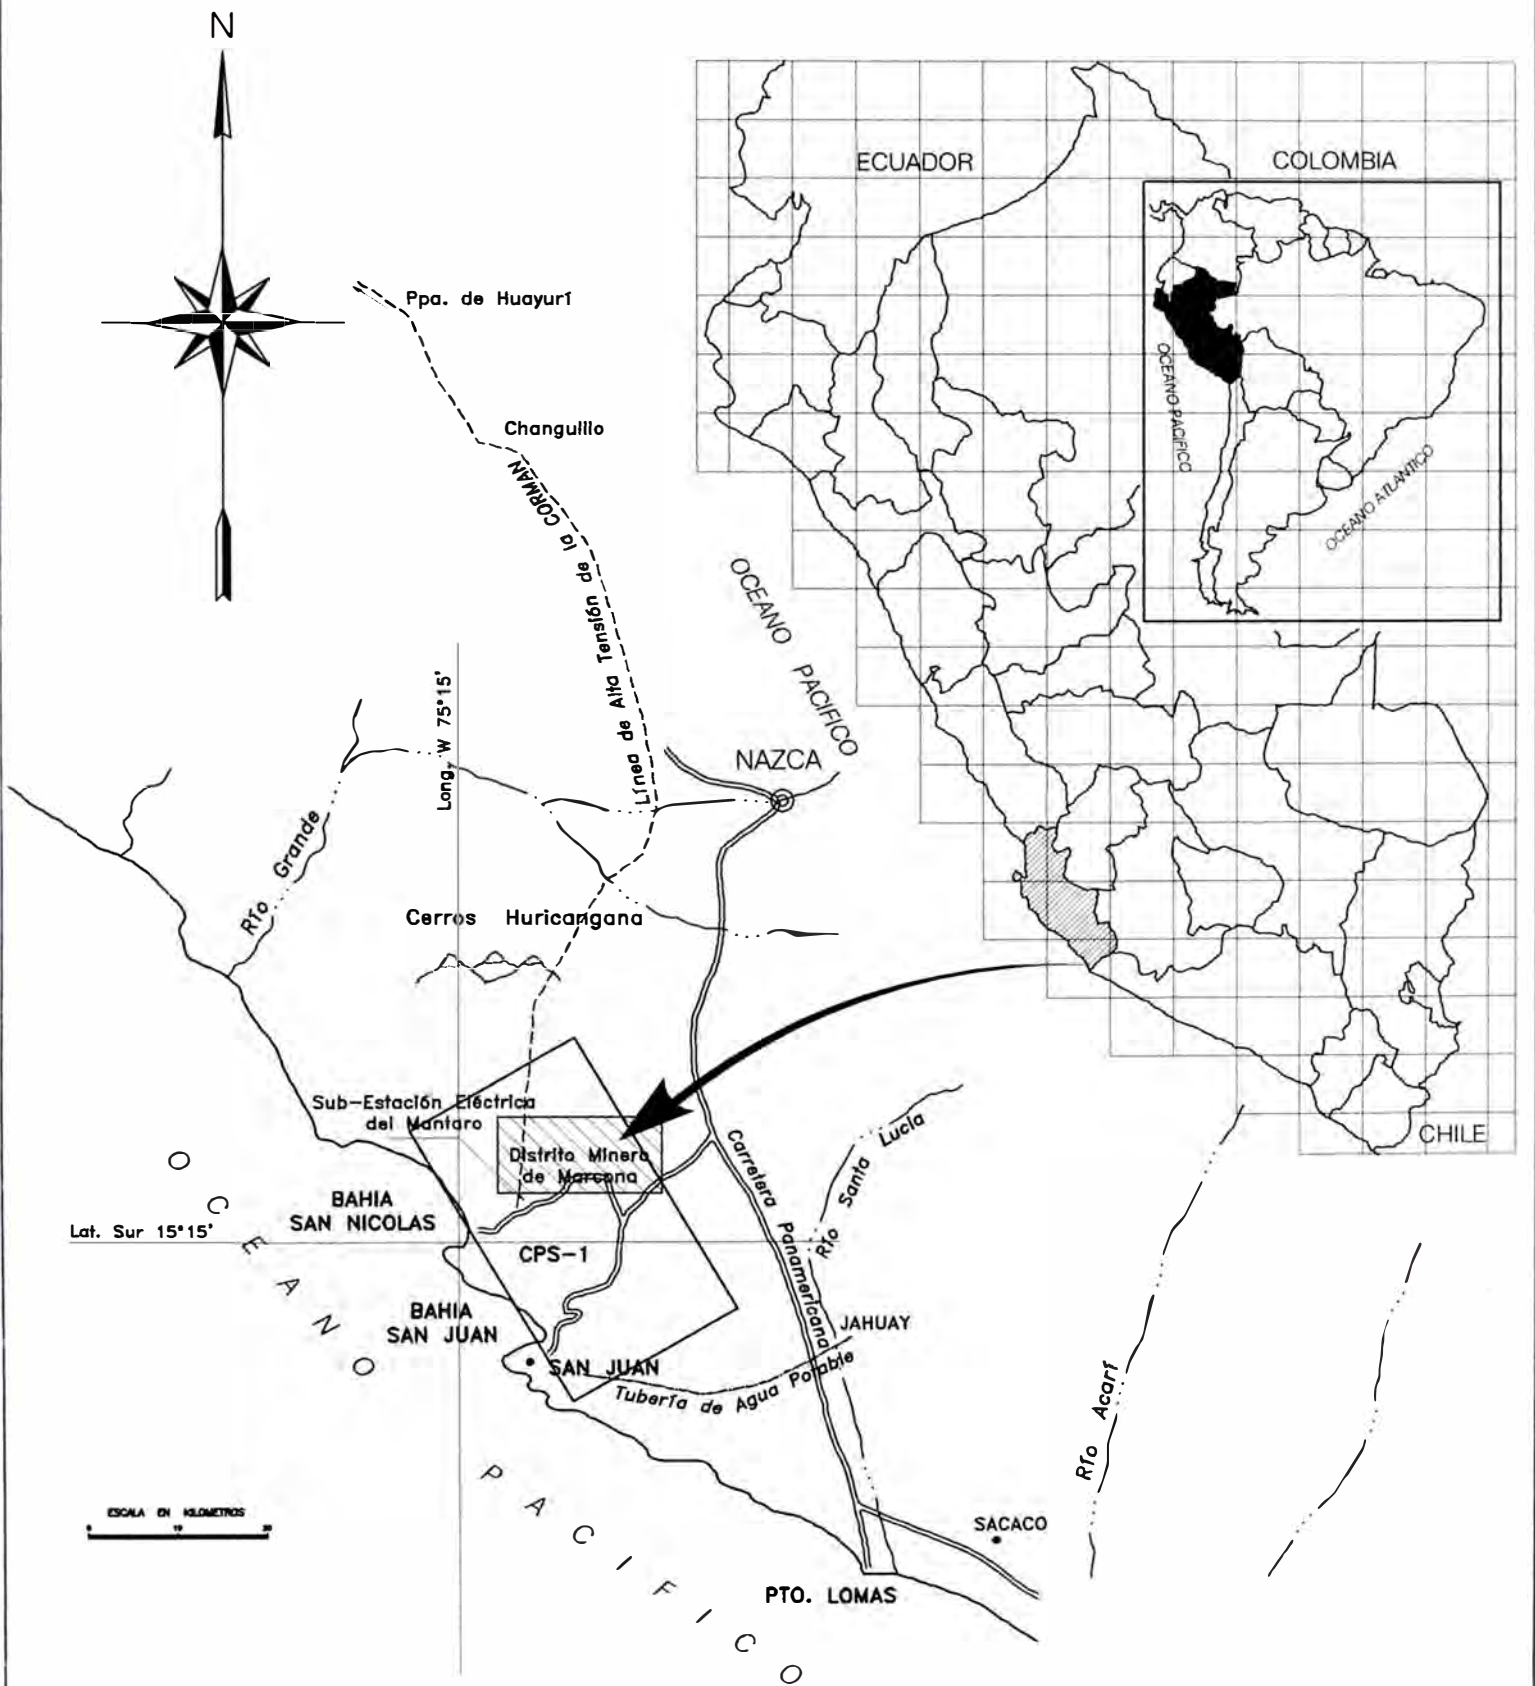 N
ECUADOR
COLOMBIA
OCEANO PACIFICO
OCEANO ATLANTICO
Ppa. de Huayurí
Changuillo
Línea de Alta Tensión de la CORMAN
OCEANO PACIFICO
Long. W 75°15'
NAZCA
Río Grande
Cerros Huricangana
Sub-Estación Eléctrica
del Mantaro
Distrito Minero
de Marcona
Carretera Panamericana
Río Santa Lucia
CHILE
BAHIA
SAN NICOLAS
Lat. Sur 15°15'
CPS-1
BAHIA
SAN JUAN
JAHUAY
SAN JUAN
Tubería de Agua Potable
Río Acarí
OCEANO
PACIFICO
ESCALA EN KILOMETROS
SACACO
PTO. LOMAS